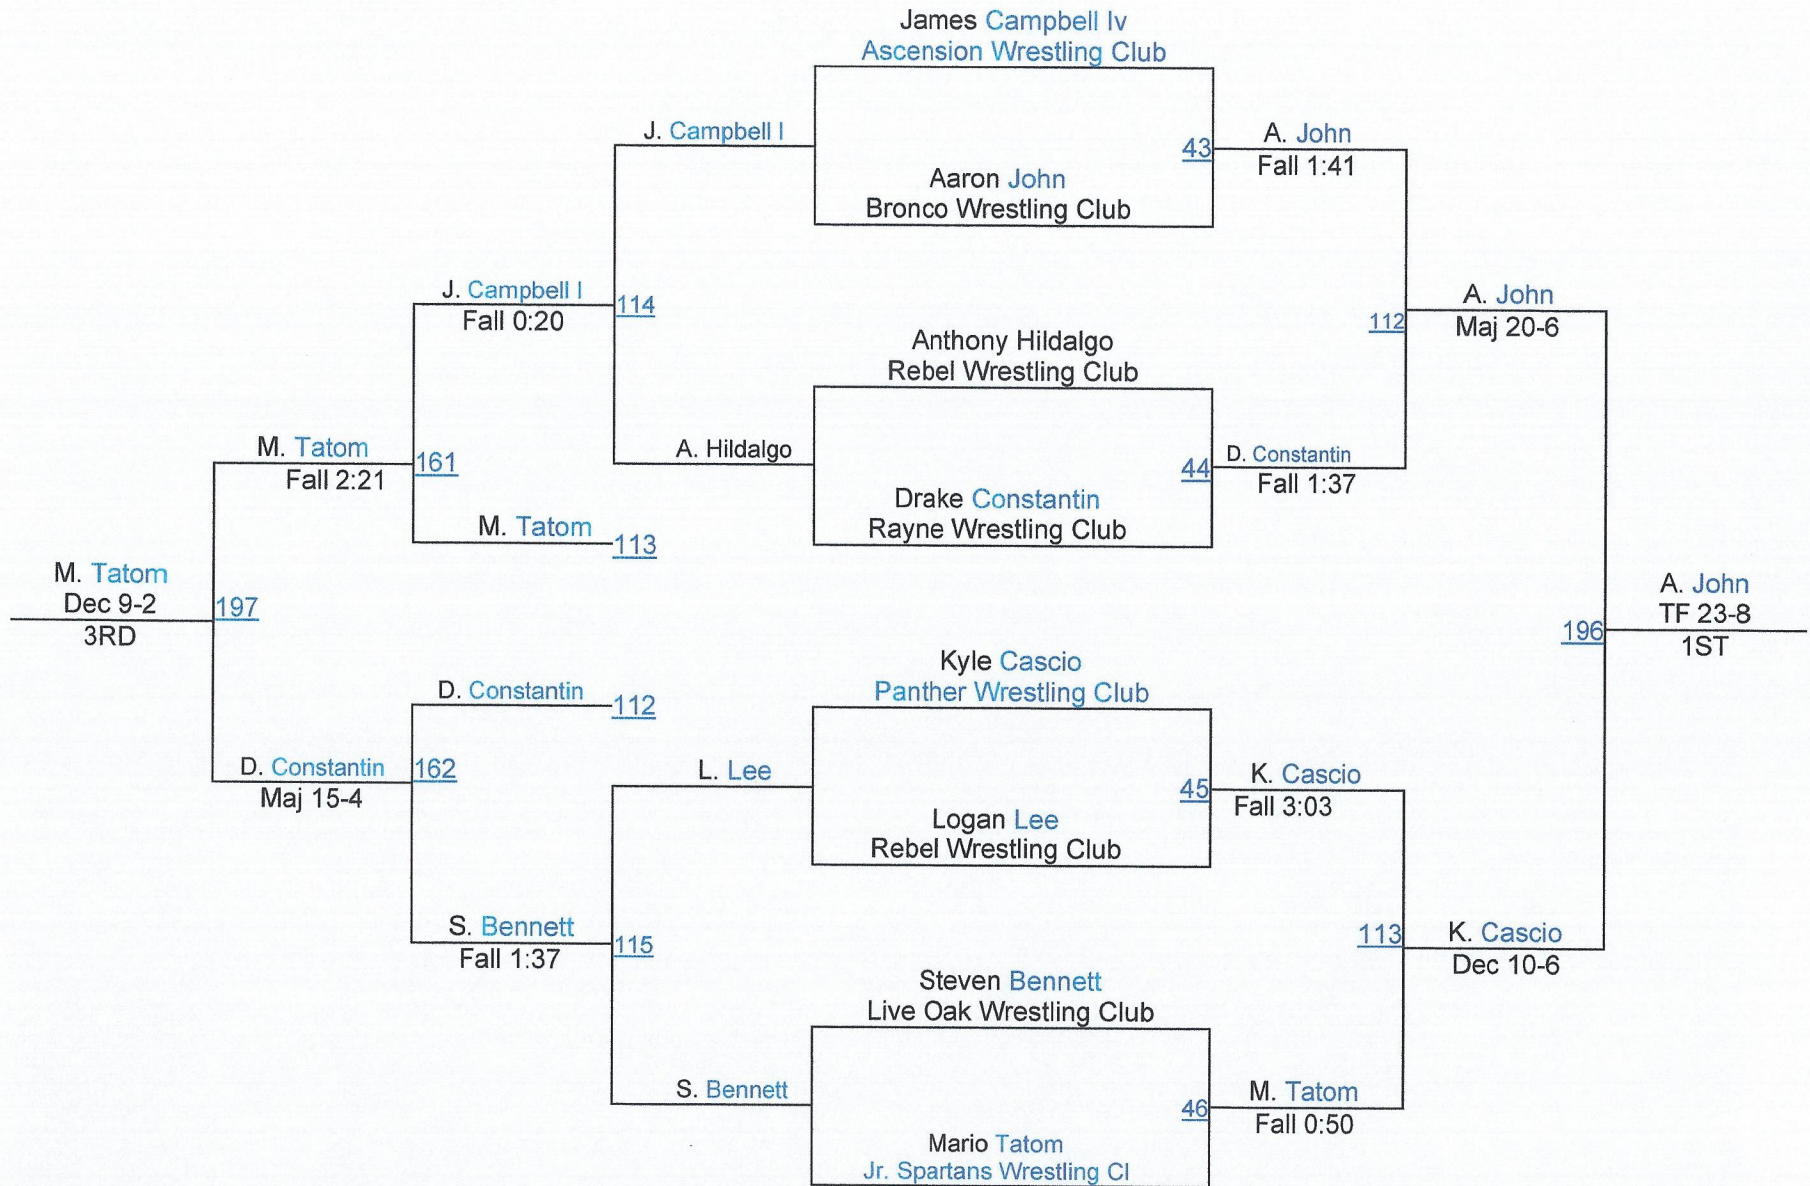 James Campbell Iv
Ascension Wrestling Club
J. Campbell I
43
A. John
Fall 1:41
Aaron John
Bronco Wrestling Club
J. Campbell I
Fall 0:20
114
A. John
Maj 20-6
112
Anthony Hildalgo
Rebel Wrestling Club
M. Tatom
Fall 2:21
161
A. Hildalgo
44
D. Constantin
Fall 1:37
Drake Constantin
Rayne Wrestling Club
M. Tatom
113
M. Tatom
Dec 9-2
3RD
197
A. John
TF 23-8
1ST
196
Kyle Cascio
Panther Wrestling Club
D. Constantin
112
D. Constantin
Maj 15-4
162
L. Lee
45
K. Cascio
Fall 3:03
Logan Lee
Rebel Wrestling Club
S. Bennett
Fall 1:37
115
113
K. Cascio
Dec 10-6
Steven Bennett
Live Oak Wrestling Club
S. Bennett
46
M. Tatom
Fall 0:50
Mario Tatom
Jr. Spartans Wrestling Cl